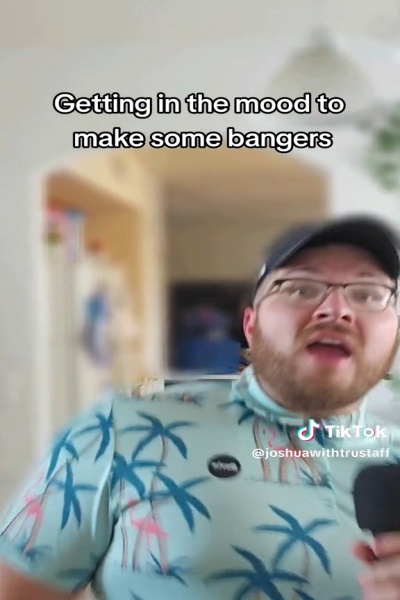 Getting in the mood to
make some bangers
TikTok
@joshuawithtrustaff